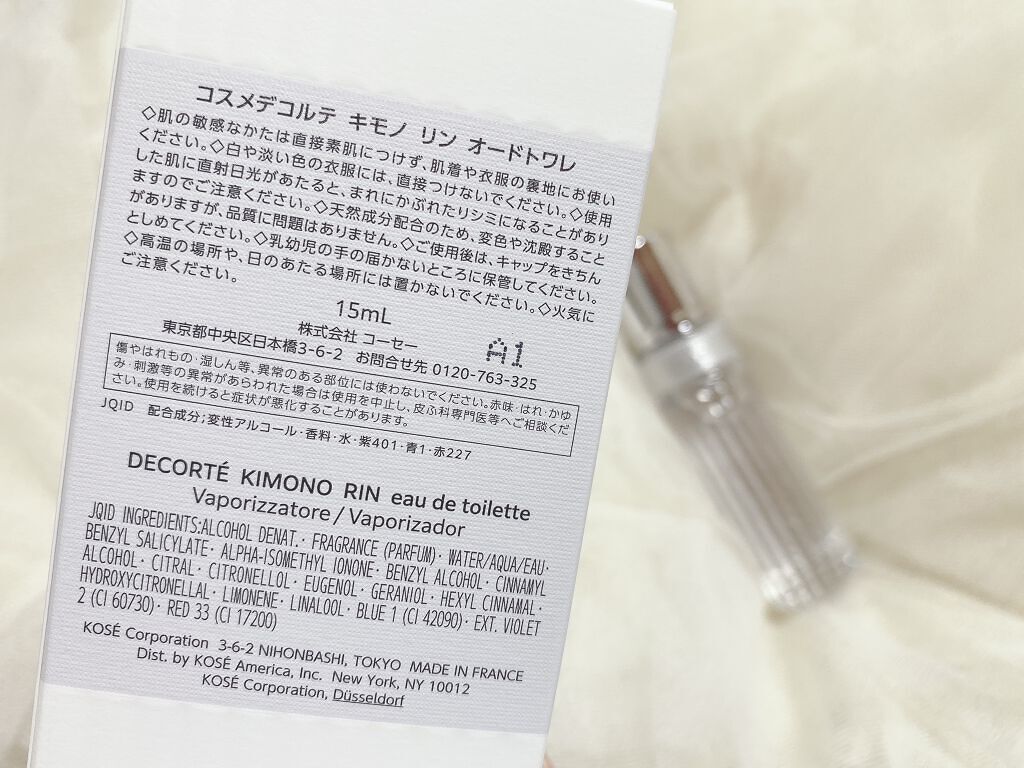 コスメデコルテ キモノ リン オードトワレ
◇肌の敏感なかたは直接素肌につけず、肌着や衣服の裏地にお使い
ください。◇白や淡い色の衣服には、直接つけないでください。◇使用
した肌に直射日光があたると、まれにかぶれたりシミになることがあり
ますのでご注意ください。◇天然成分配合のため、変色や沈殿すること
がありますが、品質に問題はありません。◇ご使用後は、キャップをきちん
としめてください。◇乳幼児の手の届かないところに保管してください。
◇高温の場所や、日のあたる場所には置かないでください。◇火気に
ご注意ください。
15mL
株式会社 コーセー
A1
東京都中央区日本橋3-6-2 お問合せ先 0120-763-325
傷やはれもの・湿しん等、異常のある部位には使わないでください。赤味・はれ・かゆ
み・刺激等の異常があらわれた場合は使用を中止し、皮ふ科専門医等へご相談くだ
さい。使用を続けると症状が悪化することがあります。
JQID 配合成分;変性アルコール・香料・水・紫401・青1・赤227
DECORTÉ KIMONO RIN eau de toilette
Vaporizzatore / Vaporizador
JQID INGREDIENTS:ALCOHOL DENAT.・FRAGRANCE (PARFUM)・WATER/AQUA/EAU・
BENZYL SALICYLATE・ALPHA-ISOMETHYL IONONE・BENZYL ALCOHOL・CINNAMYL
ALCOHOL・CITRAL・CITRONELLOL・EUGENOL・GERANIOL・HEXYL CINNAMAL・
HYDROXYCITRONELLAL・LIMONENE・LINALOOL・BLUE 1 (CI 42090)・EXT. VIOLET
2 (CI 60730)・RED 33 (CI 17200)
KOSÉ Corporation 3-6-2 NIHONBASHI, TOKYO MADE IN FRANCE
Dist. by KOSÉ America, Inc. New York, NY 10012
KOSÉ Corporation, Düsseldorf